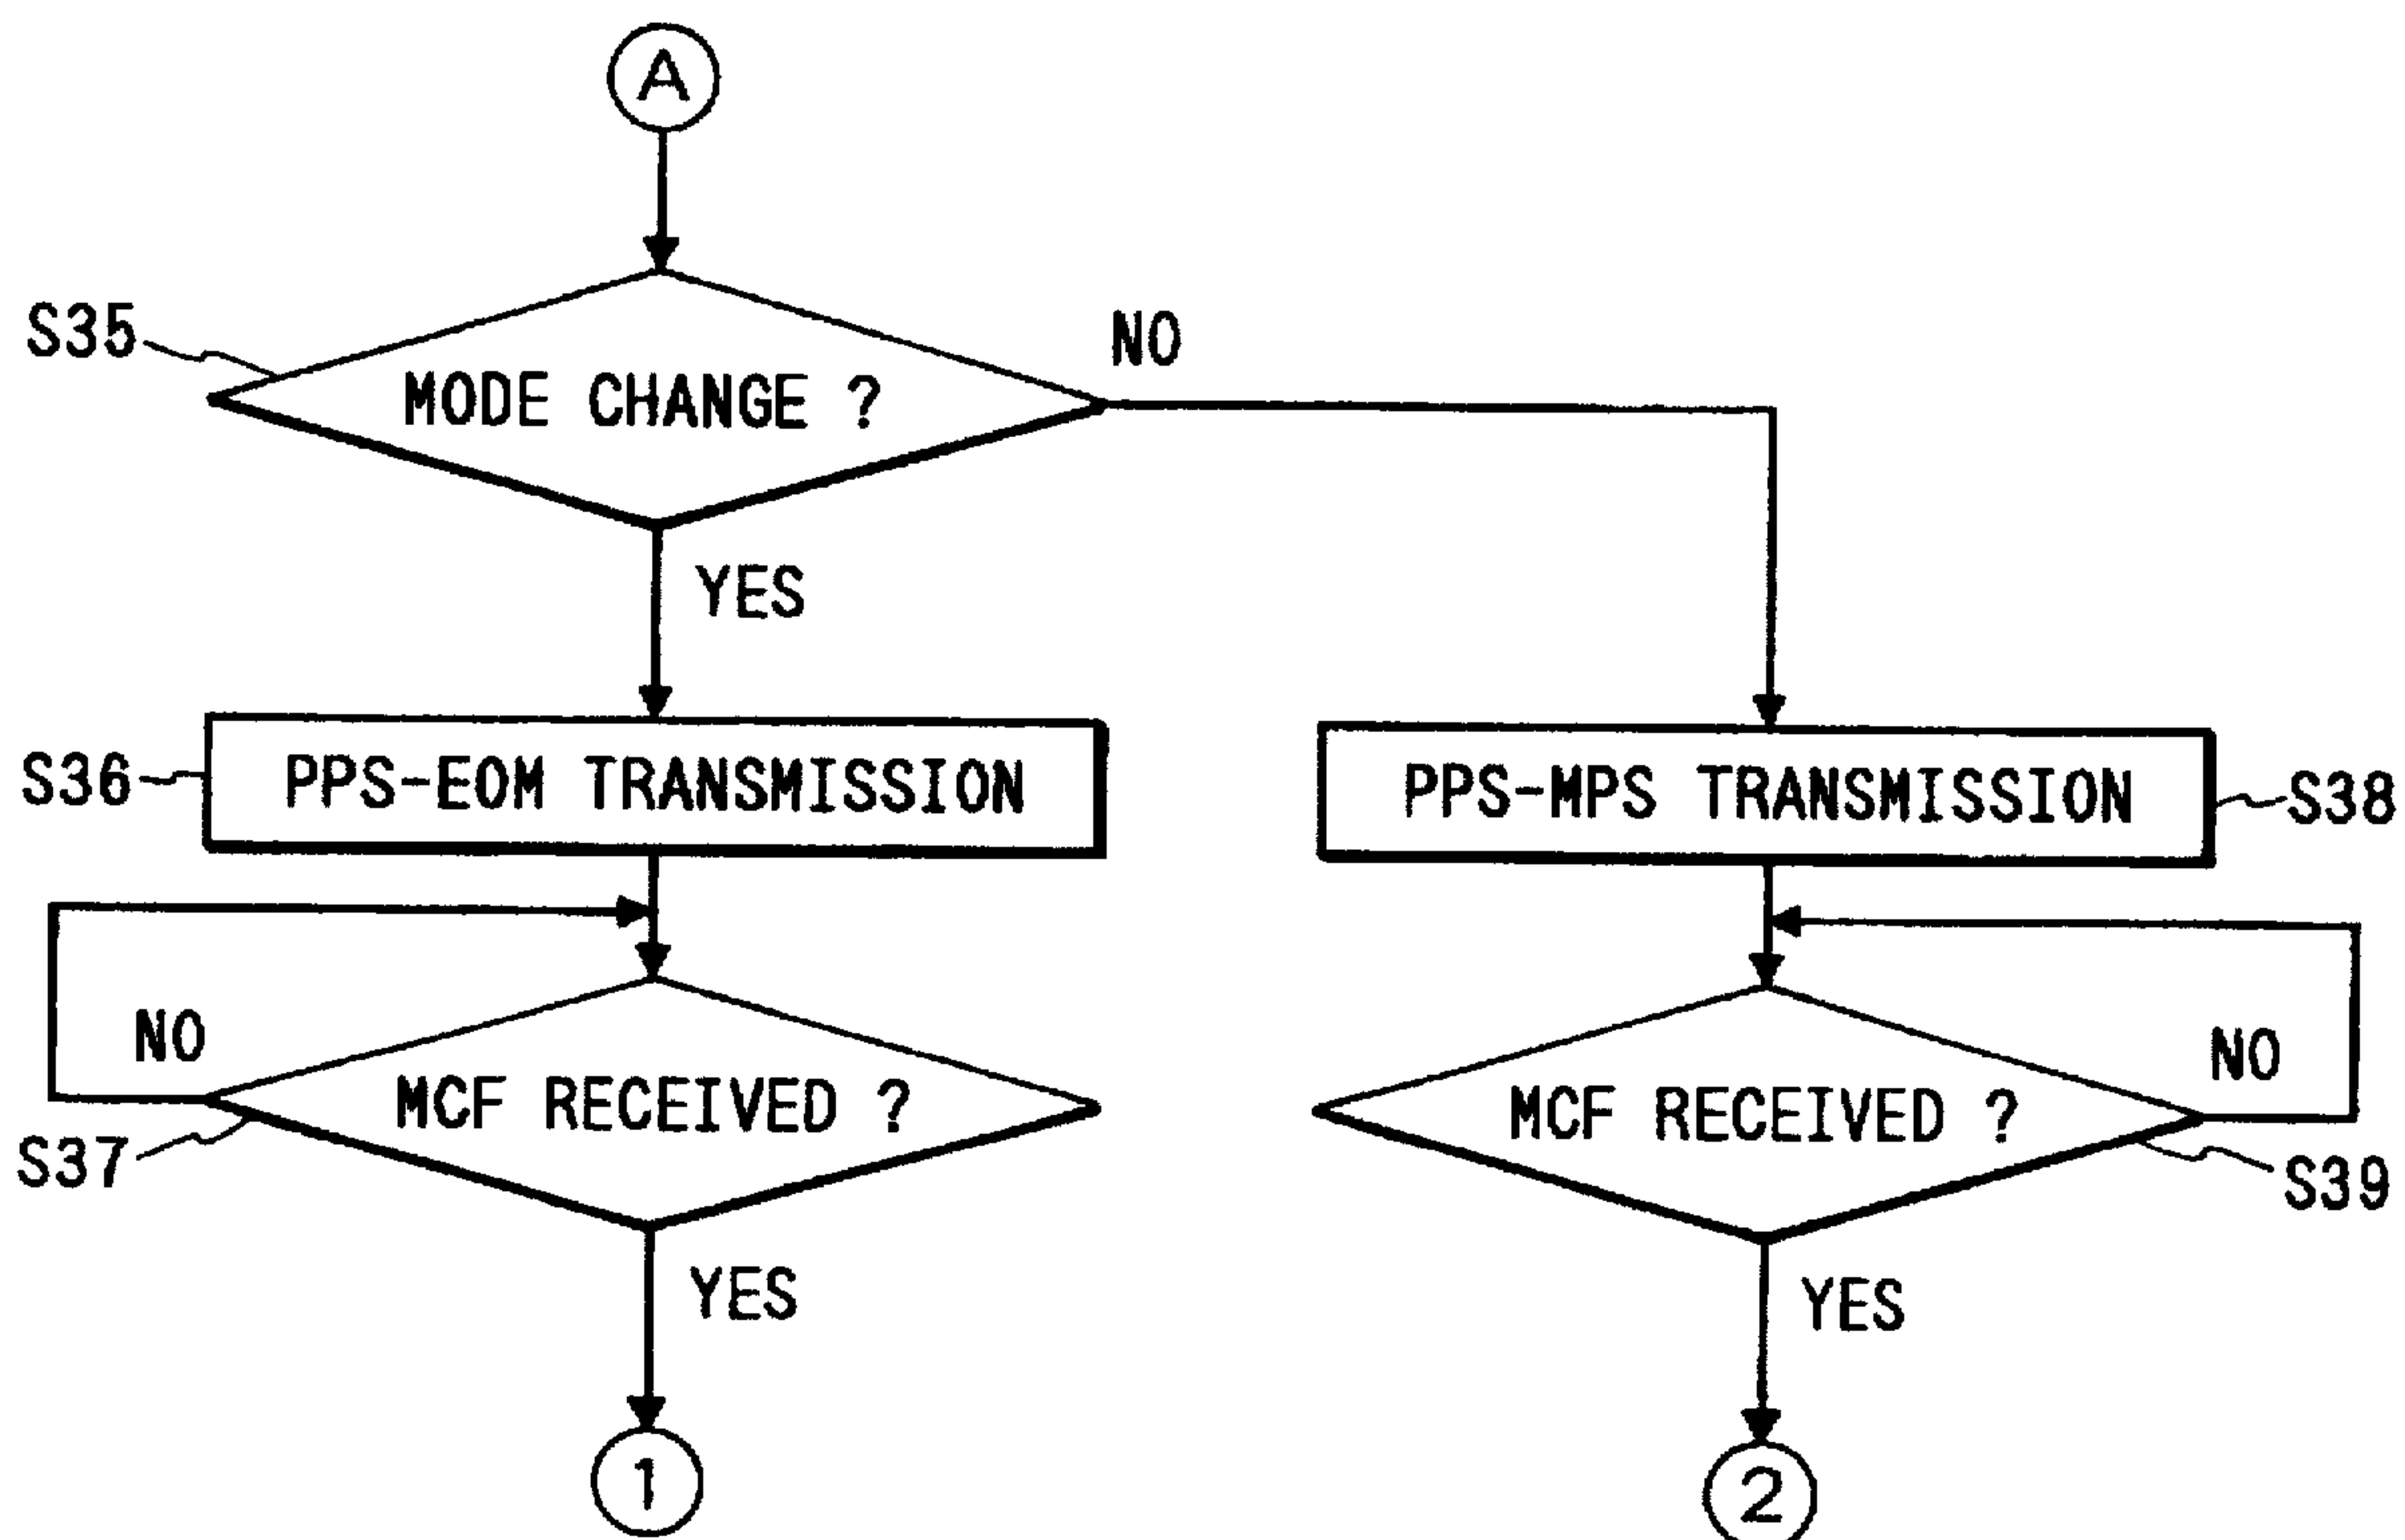 A
S35
MODE CHANGE ?
NO
YES
S36
PPS-EOM TRANSMISSION
PPS-MPS TRANSMISSION
S38
NO
MCF RECEIVED ?
S37
YES
1
NO
MCF RECEIVED ?
S39
YES
2